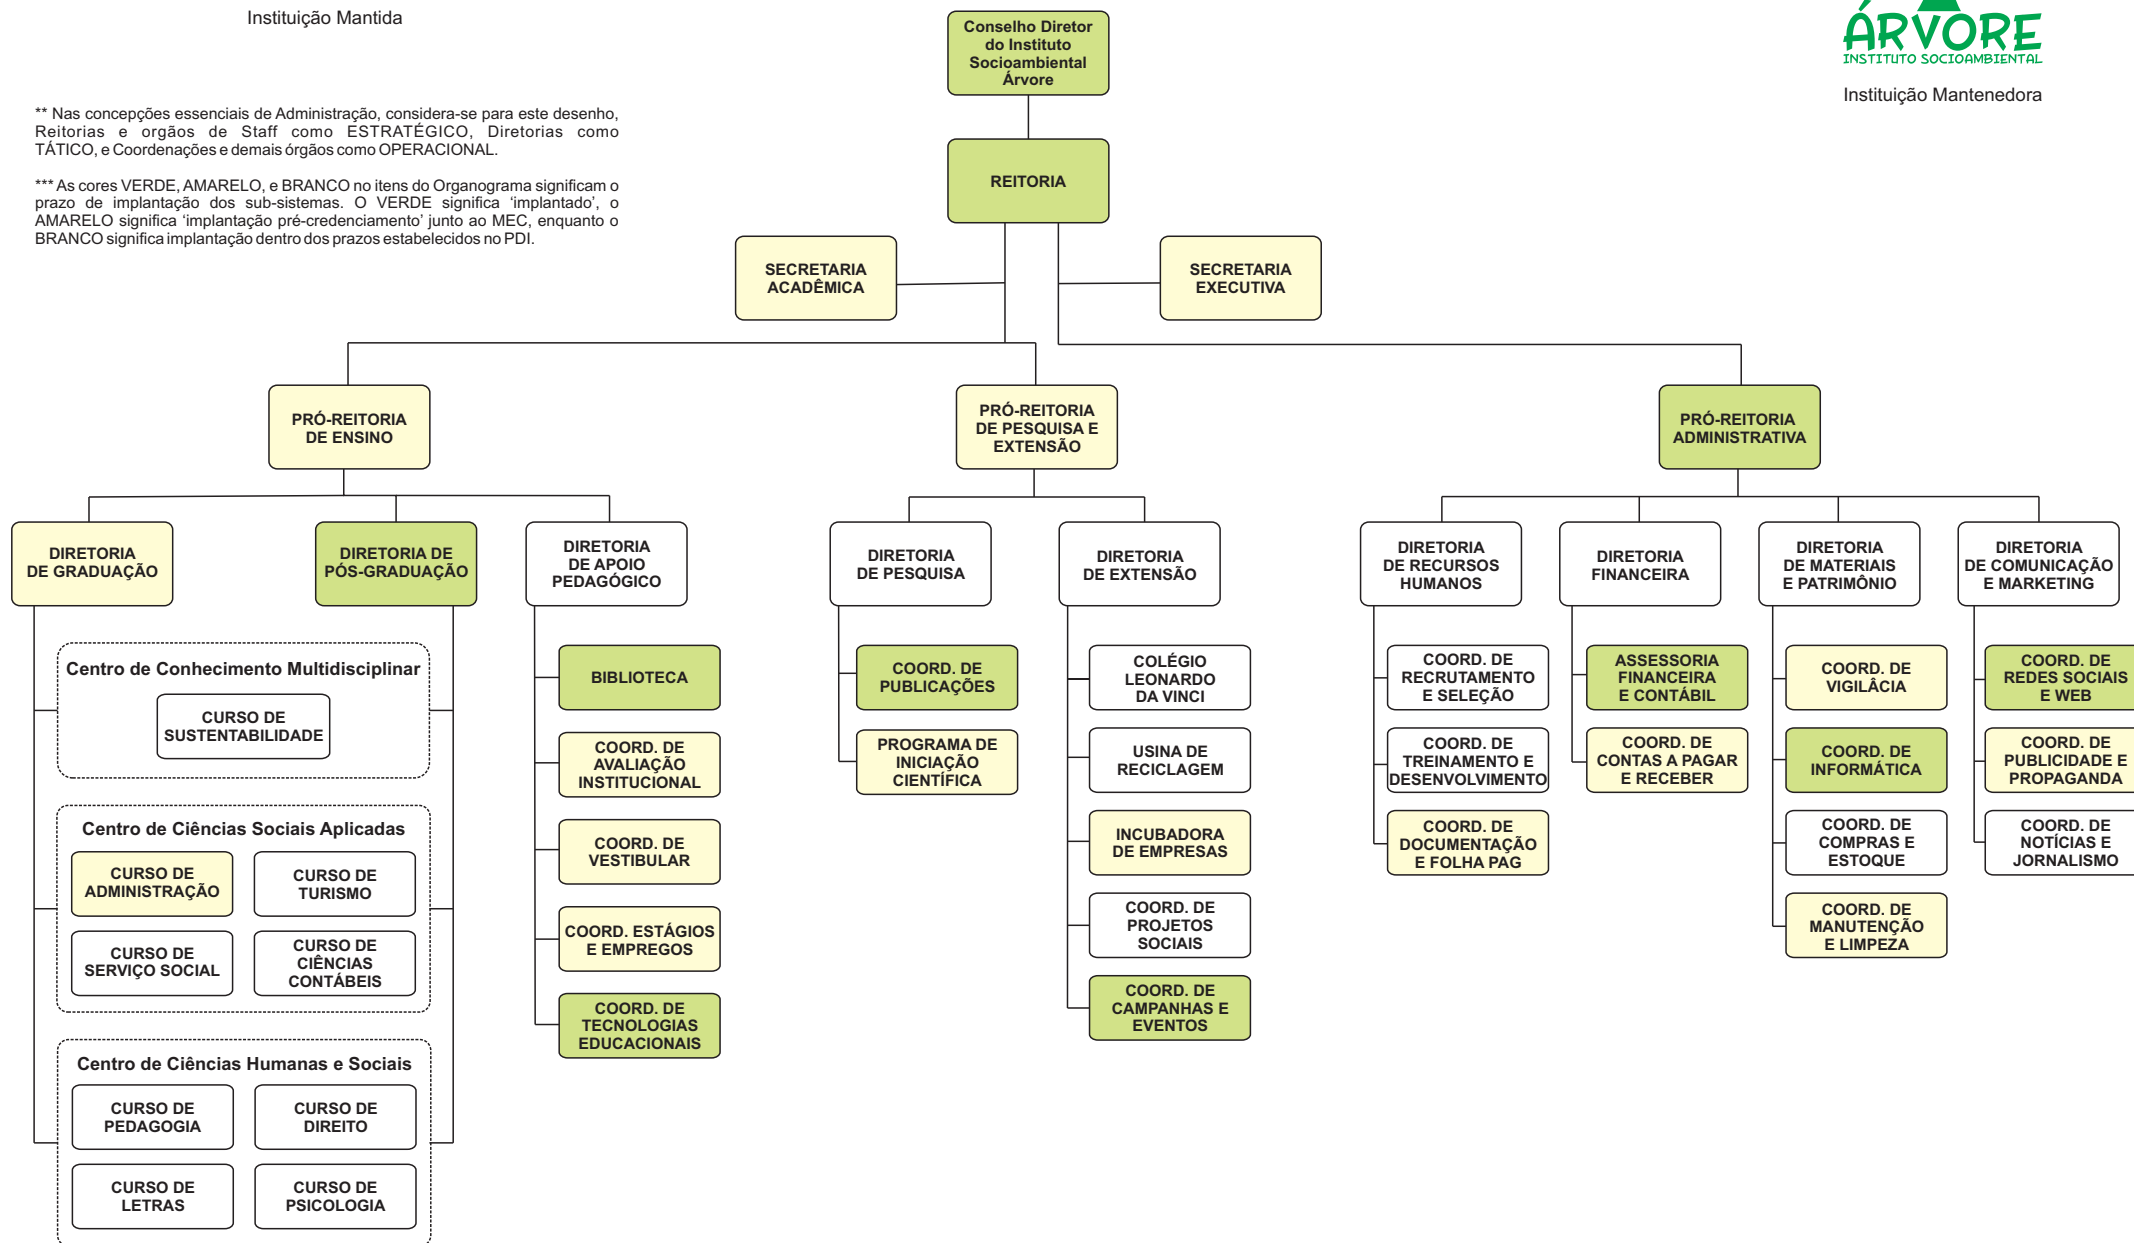 Instituição Mantida
Conselho Diretor
do Instituto
Socioambiental
Árvore
ÁRVORE
INSTITUTO SOCIOAMBIENTAL
Instituição Mantenedora
** Nas concepções essenciais de Administração, considera-se para este desenho,
Reitorias e orgãos de Staff como ESTRATÉGICO, Diretorias como
TÁTICO, e Coordenações e demais órgãos como OPERACIONAL.
*** As cores VERDE, AMARELO, e BRANCO no itens do Organograma significam o
prazo de implantação dos sub-sistemas. O VERDE significa ‘implantado’, o
AMARELO significa ‘implantação pré-credenciamento’ junto ao MEC, enquanto o
BRANCO significa implantação dentro dos prazos estabelecidos no PDI.
REITORIA
SECRETARIA
ACADÊMICA
SECRETARIA
EXECUTIVA
PRÓ-REITORIA
DE ENSINO
PRÓ-REITORIA
DE PESQUISA E
EXTENSÃO
PRÓ-REITORIA
ADMINISTRATIVA
DIRETORIA
DE GRADUAÇÃO
DIRETORIA DE
PÓS-GRADUAÇÃO
DIRETORIA
DE APOIO
PEDAGÓGICO
DIRETORIA
DE PESQUISA
DIRETORIA
DE EXTENSÃO
DIRETORIA
DE RECURSOS
HUMANOS
DIRETORIA
FINANCEIRA
DIRETORIA
DE MATERIAIS
E PATRIMÔNIO
DIRETORIA
DE COMUNICAÇÃO
E MARKETING
Centro de Conhecimento Multidisciplinar
CURSO DE
SUSTENTABILIDADE
Centro de Ciências Sociais Aplicadas
CURSO DE
ADMINISTRAÇÃO
CURSO DE
TURISMO
CURSO DE
SERVIÇO SOCIAL
CURSO DE
CIÊNCIAS
CONTÁBEIS
Centro de Ciências Humanas e Sociais
CURSO DE
PEDAGOGIA
CURSO DE
DIREITO
CURSO DE
LETRAS
CURSO DE
PSICOLOGIA
BIBLIOTECA
COORD. DE
AVALIAÇÃO
INSTITUCIONAL
COORD. DE
VESTIBULAR
COORD. ESTÁGIOS
E EMPREGOS
COORD. DE
TECNOLOGIAS
EDUCACIONAIS
COORD. DE
PUBLICAÇÕES
PROGRAMA DE
INICIAÇÃO
CIENTÍFICA
COLÉGIO
LEONARDO
DA VINCI
USINA DE
RECICLAGEM
INCUBADORA
DE EMPRESAS
COORD. DE
PROJETOS
SOCIAIS
COORD. DE
CAMPANHAS E
EVENTOS
COORD. DE
RECRUTAMENTO
E SELEÇÃO
COORD. DE
TREINAMENTO E
DESENVOLVIMENTO
COORD. DE
DOCUMENTAÇÃO
E FOLHA PAG
ASSESSORIA
FINANCEIRA
E CONTÁBIL
COORD. DE
CONTAS A PAGAR
E RECEBER
COORD. DE
VIGILÂCIA
COORD. DE
INFORMÁTICA
COORD. DE
COMPRAS E
ESTOQUE
COORD. DE
MANUTENÇÃO
E LIMPEZA
COORD. DE
REDES SOCIAIS
E WEB
COORD. DE
PUBLICIDADE E
PROPAGANDA
COORD. DE
NOTÍCIAS E
JORNALISMO